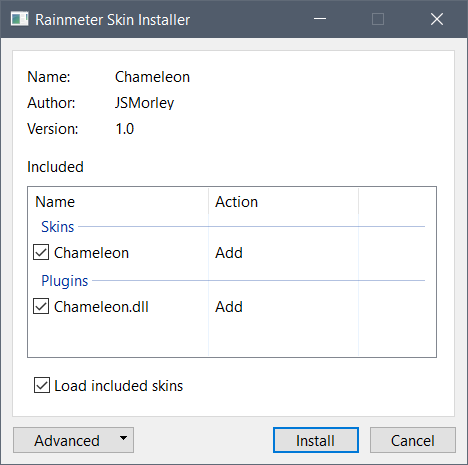 Rainmeter Skin Installer
Name: Chameleon
Author: JSMorley
Version: 1.0
Included
Name Action
Skins
Chameleon Add
Plugins
Chameleon.dll Add
Load included skins
Advanced Install Cancel